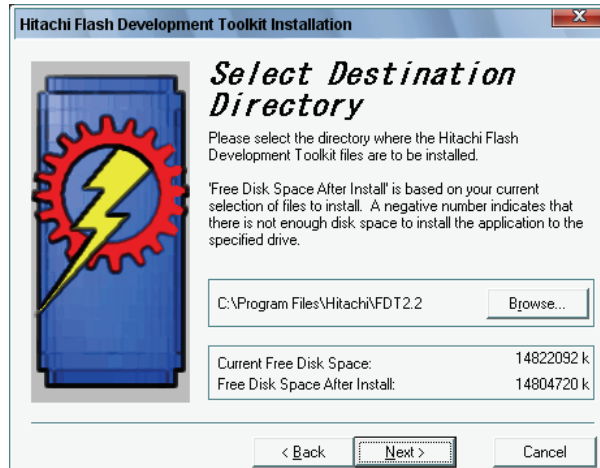 Hitachi Flash Development Toolkit Installation
X
Select Destination
Directory
Please select the directory where the Hitachi Flash
Development Toolkit files are to be installed.
'Free Disk Space After Install' is based on your current
selection of files to install. A negative number indicates that
there is not enough disk space to install the application to the
specified drive.
C:\Program Files\Hitachi\FDT2.2 Browse...
Current Free Disk Space: 14822092 k
Free Disk Space After Install: 14804720 k
< Back Next > Cancel